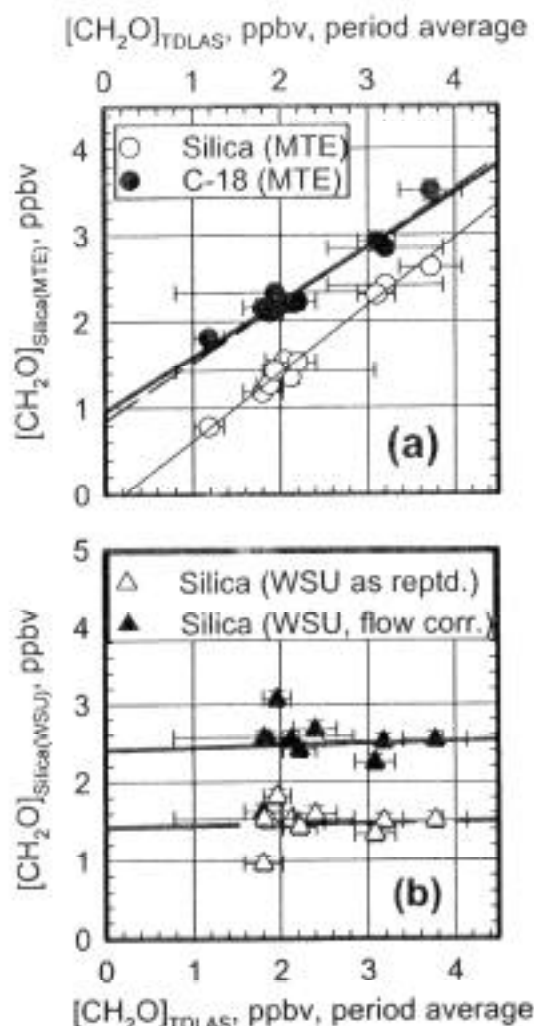 [CH₂O]TDLAS, ppbv, period average
0 1 2 3 4
[CH₂O]Silica(MTE), ppbv
4
3
2
1
0
Silica (MTE)
C-18 (MTE)
(a)
[CH₂O]Silica(WSU), ppbv
5
4
3
2
1
0
Silica (WSU as reptd.)
Silica (WSU, flow corr.)
(b)
0 1 2 3 4
[CH₂O]TDLAS, ppbv, period average